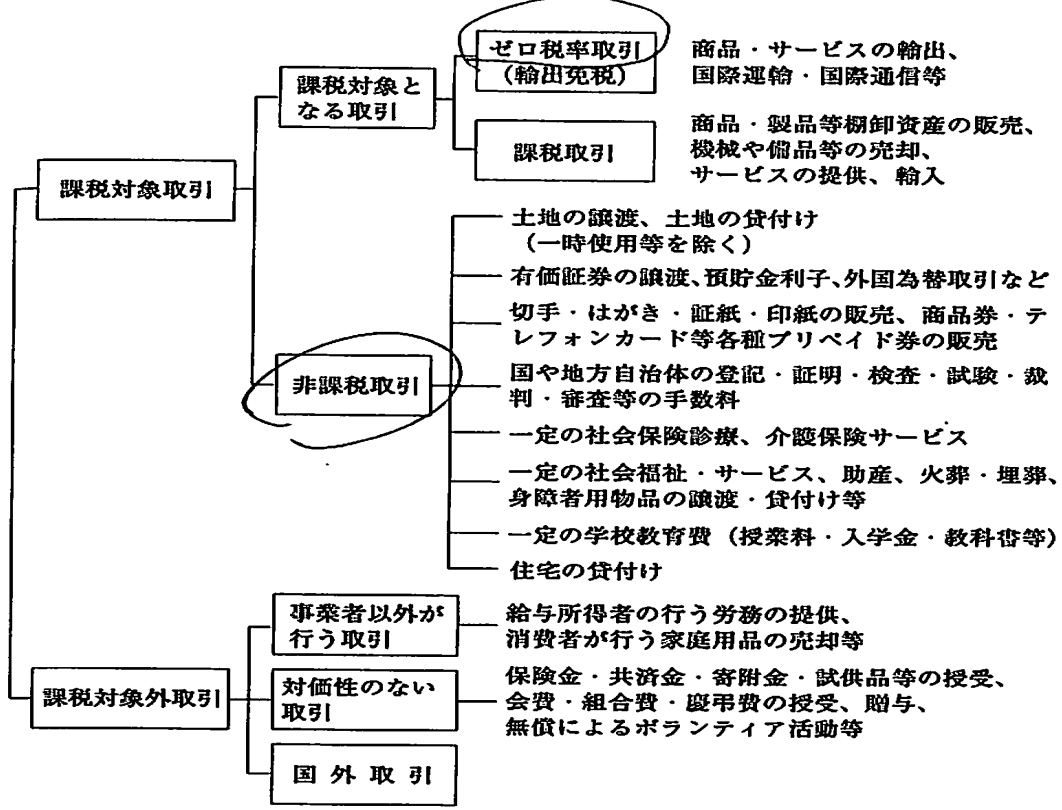 ゼロ税率取引
（輸出免税）
商品・サービスの輸出、
国際運輸・国際通信等
課税対象と
なる取引
課税取引
商品・製品等棚卸資産の販売、
機械や備品等の売却、
サービスの提供、輸入
課税対象取引
土地の譲渡、土地の貸付け
（一時使用等を除く）
有価証券の譲渡、預貯金利子、外国為替取引など
切手・はがき・証紙・印紙の販売、商品券・テ
レフォンカード等各種プリペイド券の販売
非課税取引
国や地方自治体の登記・証明・検査・試験・裁
判・審査等の手数料
一定の社会保険診療、介護保険サービス
一定の社会福祉・サービス、助産、火葬・埋葬、
身障者用物品の譲渡・貸付け等
一定の学校教育費（授業料・入学金・教科書等）
住宅の貸付け
事業者以外が
行う取引
給与所得者の行う労務の提供、
消費者が行う家庭用品の売却等
課税対象外取引
対価性のない
取引
保険金・共済金・寄附金・試供品等の授受、
会費・組合費・慶弔費の授受、贈与、
無償によるボランティア活動等
国外取引